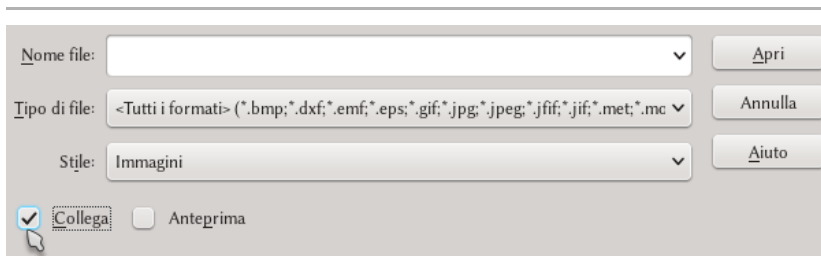 Nome file: Apri
Tipo di file: <Tutti i formati> (*.bmp;*.dxf;*.emf;*.eps;*.gif;*.jpg;*.jpeg;*.jfif;*.jif;*.met;*.mo Annulla
Stile: Immagini Aiuto
Collega Anteprima